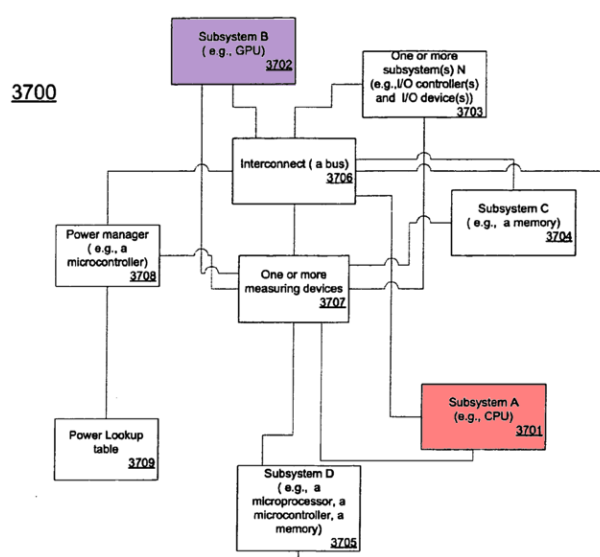 Subsystem B
( e.g., GPU)
3702
One or more
subsystem(s) N
(e.g.,I/O controller(s)
and I/O device(s))
3703
3700
Interconnect ( a bus)
3706
Subsystem C
(e.g., a memory)
3704
Power manager
( e.g., a
microcontroller)
3708
One or more
measuring devices
3707
Subsystem A
(e.g., CPU)
3701
Power Lookup
table
3709
Subsystem D
( e.g., a
microprocessor, a
microcontroller, a
memory)
3705